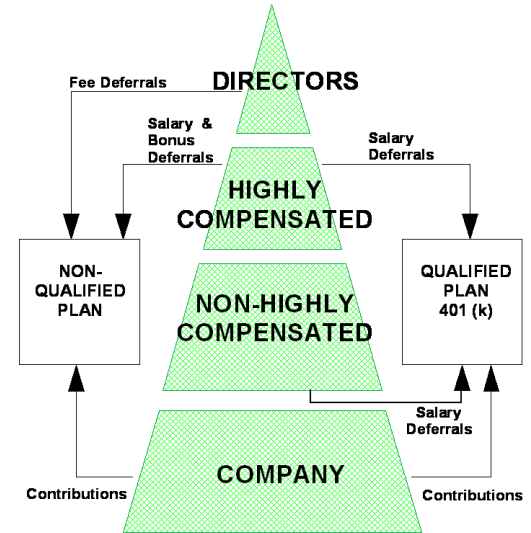 DIRECTORS
Fee Deferrals
Salary &
Bonus
Deferrals
Salary
Deferrals
HIGHLY
COMPENSATED
NON-
QUALIFIED
PLAN
QUALIFIED
PLAN
401 (k)
NON-HIGHLY
COMPENSATED
Salary
Deferrals
COMPANY
Contributions
Contributions